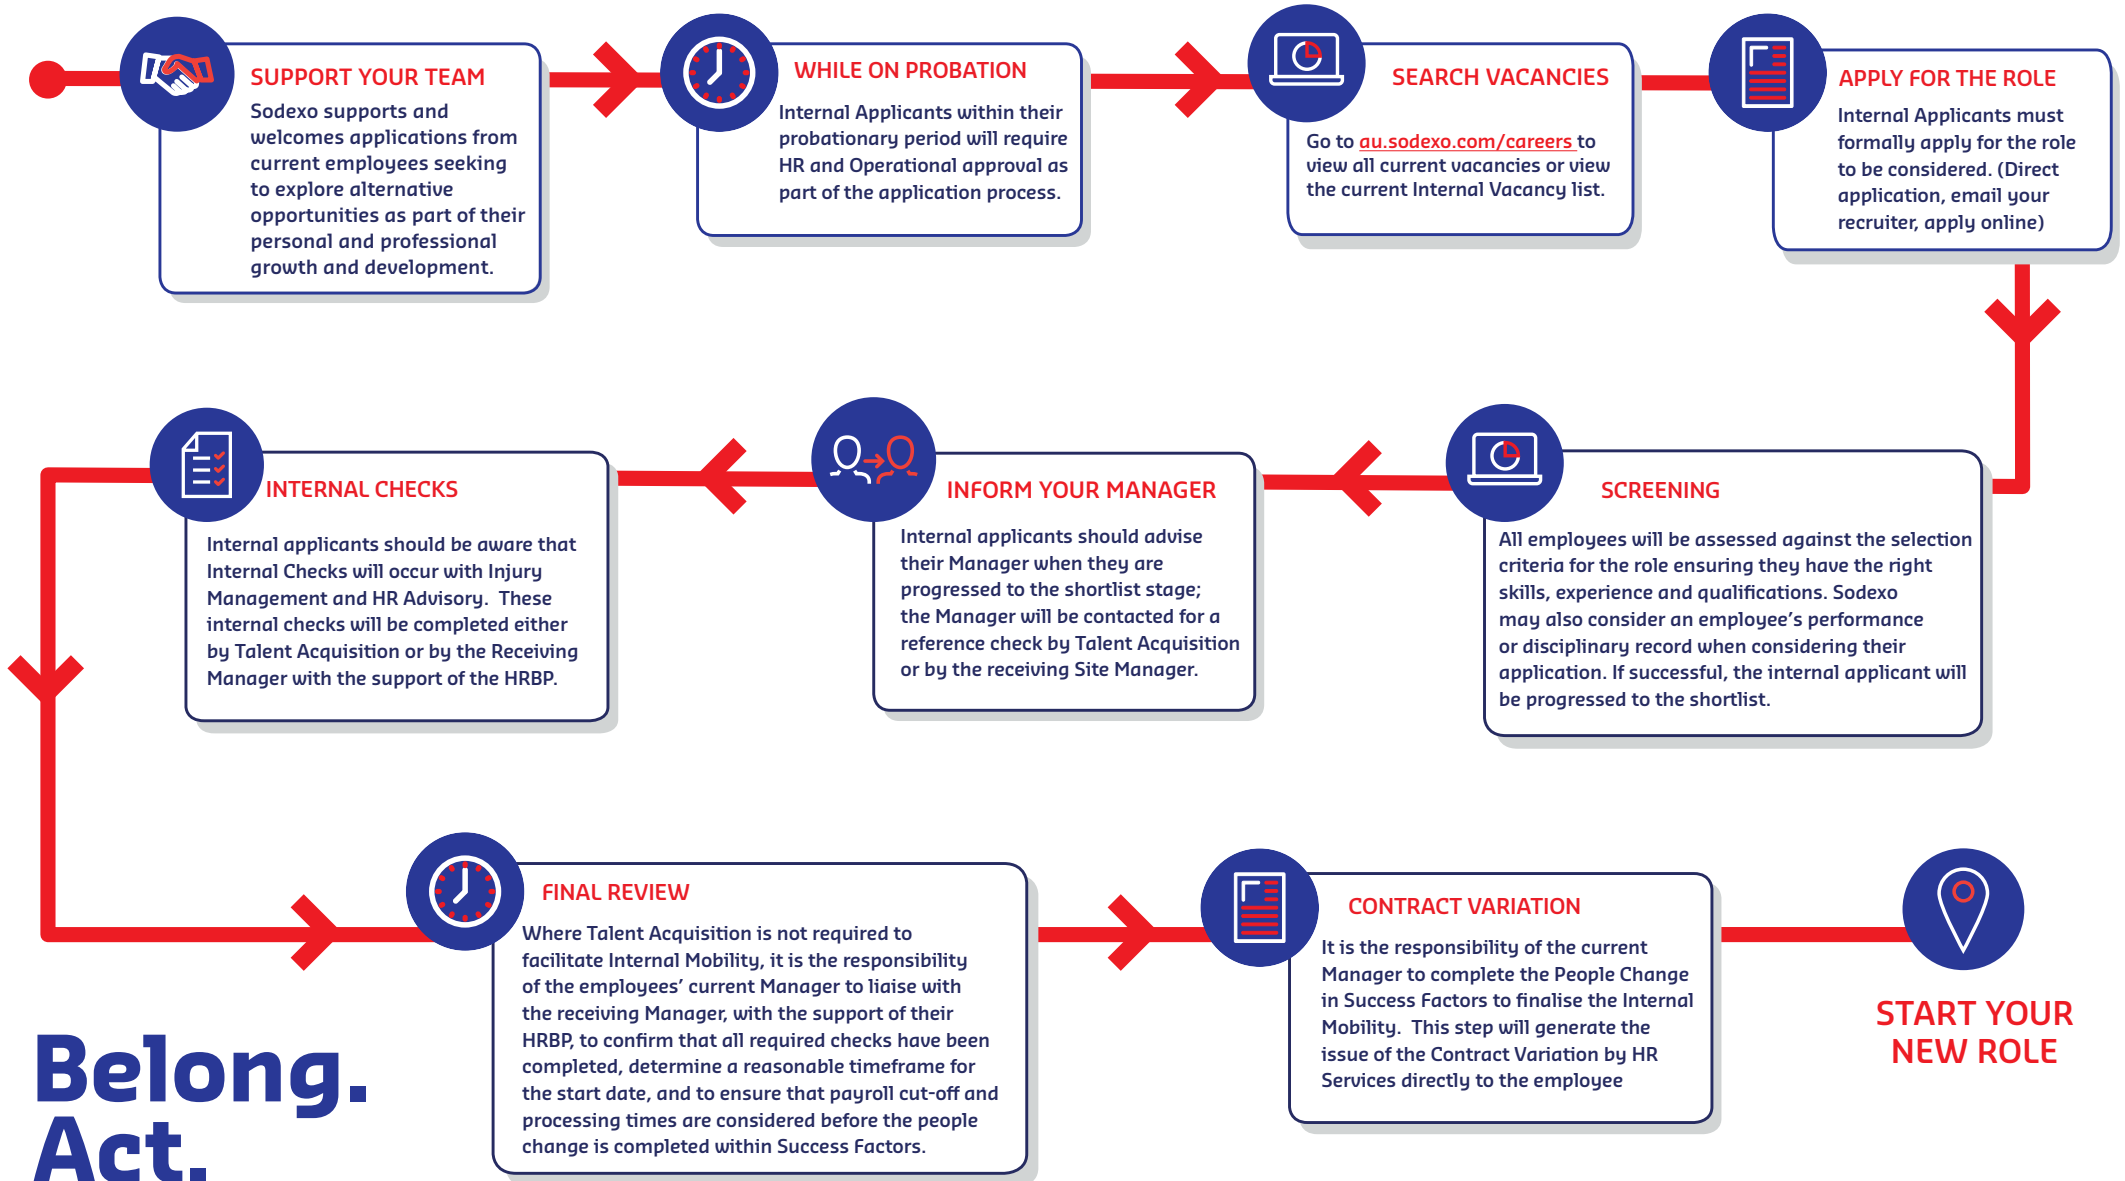 SUPPORT YOUR TEAM
Sodexo supports and
welcomes applications from
current employees seeking
to explore alternative
opportunities as part of their
personal and professional
growth and development.
WHILE ON PROBATION
Internal Applicants within their
probationary period will require
HR and Operational approval as
part of the application process.
SEARCH VACANCIES
Go to au.sodexo.com/careers to
view all current vacancies or view
the current Internal Vacancy list.
APPLY FOR THE ROLE
Internal Applicants must
formally apply for the role
to be considered. (Direct
application, email your
recruiter, apply online)
SCREENING
All employees will be assessed against the selection
criteria for the role ensuring they have the right
skills, experience and qualifications. Sodexo
may also consider an employee's performance
or disciplinary record when considering their
application. If successful, the internal applicant will
be progressed to the shortlist.
INFORM YOUR MANAGER
Internal applicants should advise
their Manager when they are
progressed to the shortlist stage;
the Manager will be contacted for a
reference check by Talent Acquisition
or by the receiving Site Manager.
INTERNAL CHECKS
Internal applicants should be aware that
Internal Checks will occur with Injury
Management and HR Advisory.  These
internal checks will be completed either
by Talent Acquisition or by the Receiving
Manager with the support of the HRBP.
FINAL REVIEW
Where Talent Acquisition is not required to
facilitate Internal Mobility, it is the responsibility
of the employees' current Manager to liaise with
the receiving Manager, with the support of their
HRBP, to confirm that all required checks have been
completed, determine a reasonable timeframe for
the start date, and to ensure that payroll cut-off and
processing times are considered before the people
change is completed within Success Factors.
CONTRACT VARIATION
It is the responsibility of the current
Manager to complete the People Change
in Success Factors to finalise the Internal
Mobility.  This step will generate the
issue of the Contract Variation by HR
Services directly to the employee
START YOUR
NEW ROLE
Belong.
Act.